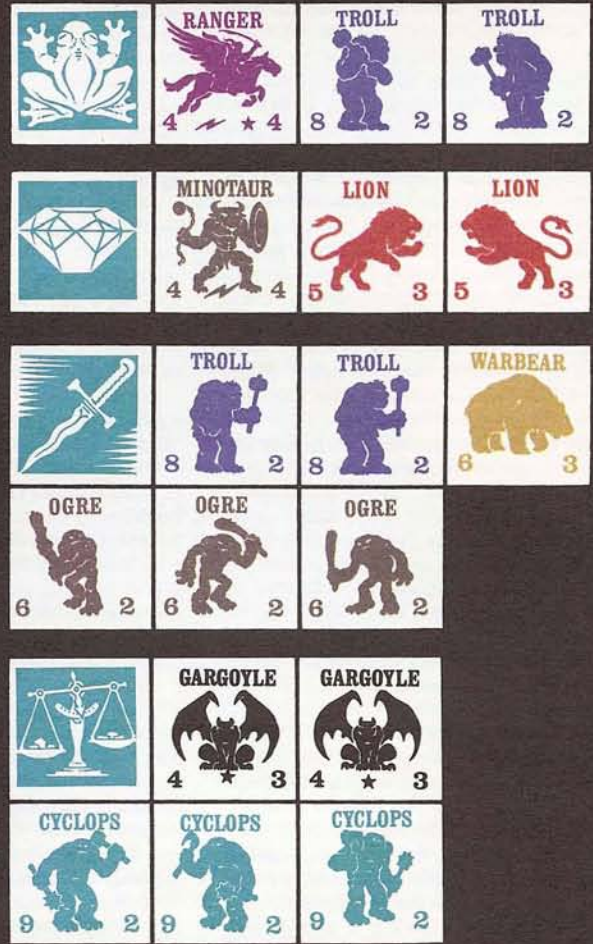 RANGER TROLL TROLL
4 4 8 2 8 2
MINOTAUR LION LION
4 4 5 3 5 3
TROLL TROLL WARBEAR
8 2 8 2 6 3
OGRE OGRE OGRE
6 2 6 2 6 2
GARGOYLE GARGOYLE
4 3 4 3
CYCLOPS CYCLOPS CYCLOPS
9 2 9 2 9 2